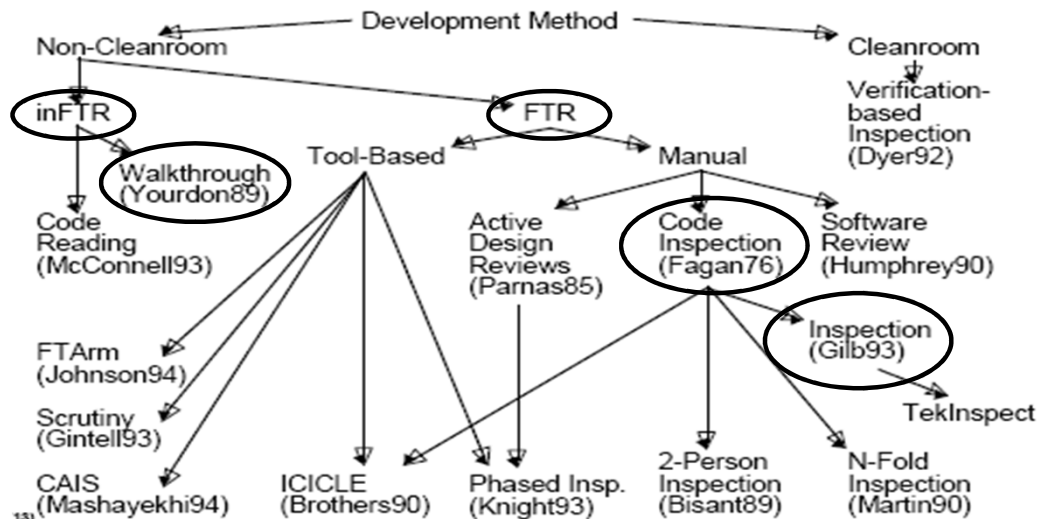 Development Method
Non-Cleanroom
Cleanroom
Verification-
based
Inspection
(Dyer92)
inFTR
FTR
Walkthrough
(Yourdon89)
Tool-Based
Manual
Code
Reading
(McConnell93)
Active
Design
Reviews
(Parnas85)
Code
Inspection
(Fagan76)
Software
Review
(Humphrey90)
Inspection
(Gilb93)
FTArm
(Johnson94)
TekInspect
Scrutiny
(Gintell93)
CAIS
(Mashayekhi94)
ICICLE
(Brothers90)
Phased Insp.
(Knight93)
2-Person
Inspection
(Bisant89)
N-Fold
Inspection
(Martin90)